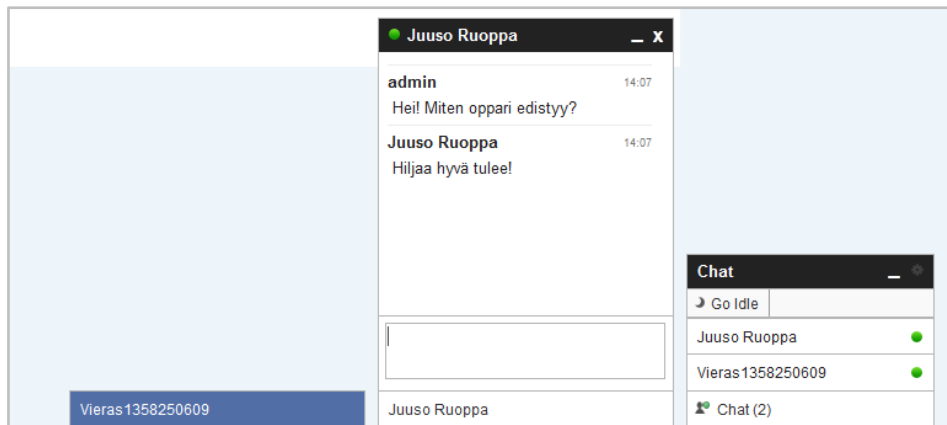 Juuso Ruoppa _ x
admin 14:07
Hei! Miten oppari edistyy?
Juuso Ruoppa 14:07
Hiljaa hyvä tulee!
Juuso Ruoppa
Vieras1358250609
Chat _
Go Idle
Juuso Ruoppa
Vieras1358250609
Chat (2)